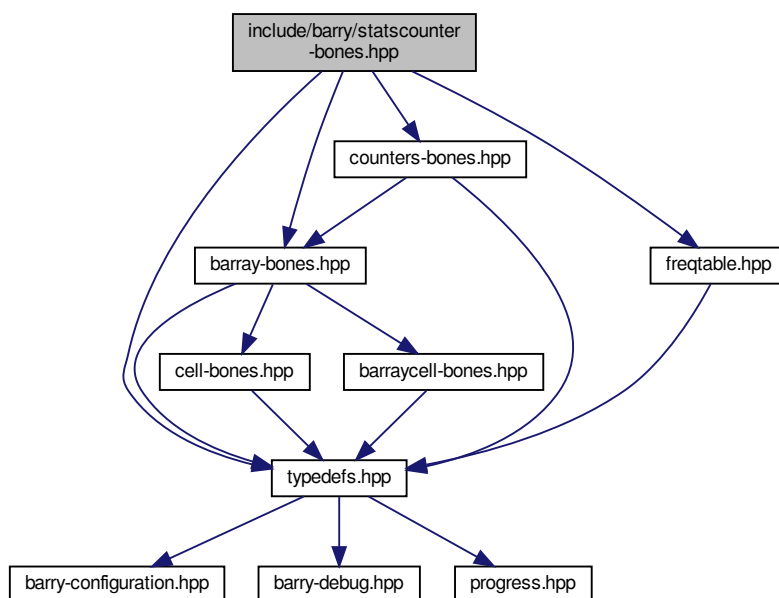 include/barry/statscounter
-bones.hpp
counters-bones.hpp
barray-bones.hpp
freqtable.hpp
cell-bones.hpp
barraycell-bones.hpp
typedefs.hpp
barry-configuration.hpp
barry-debug.hpp
progress.hpp